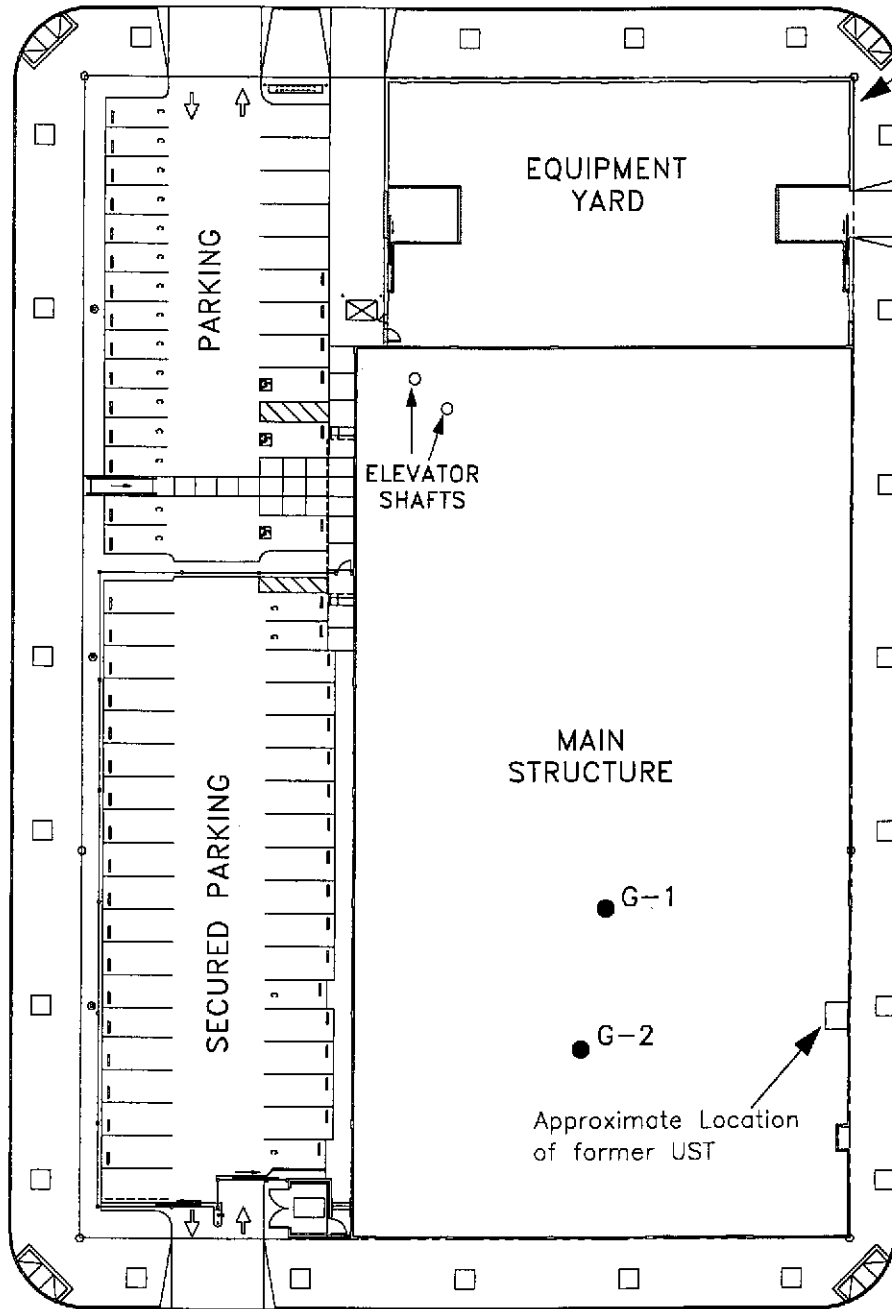 EQUIPMENT
YARD
PARKING
ELEVATOR
SHAFTS
MAIN
STRUCTURE
SECURED PARKING
G-1
G-2
Approximate Location
of former UST